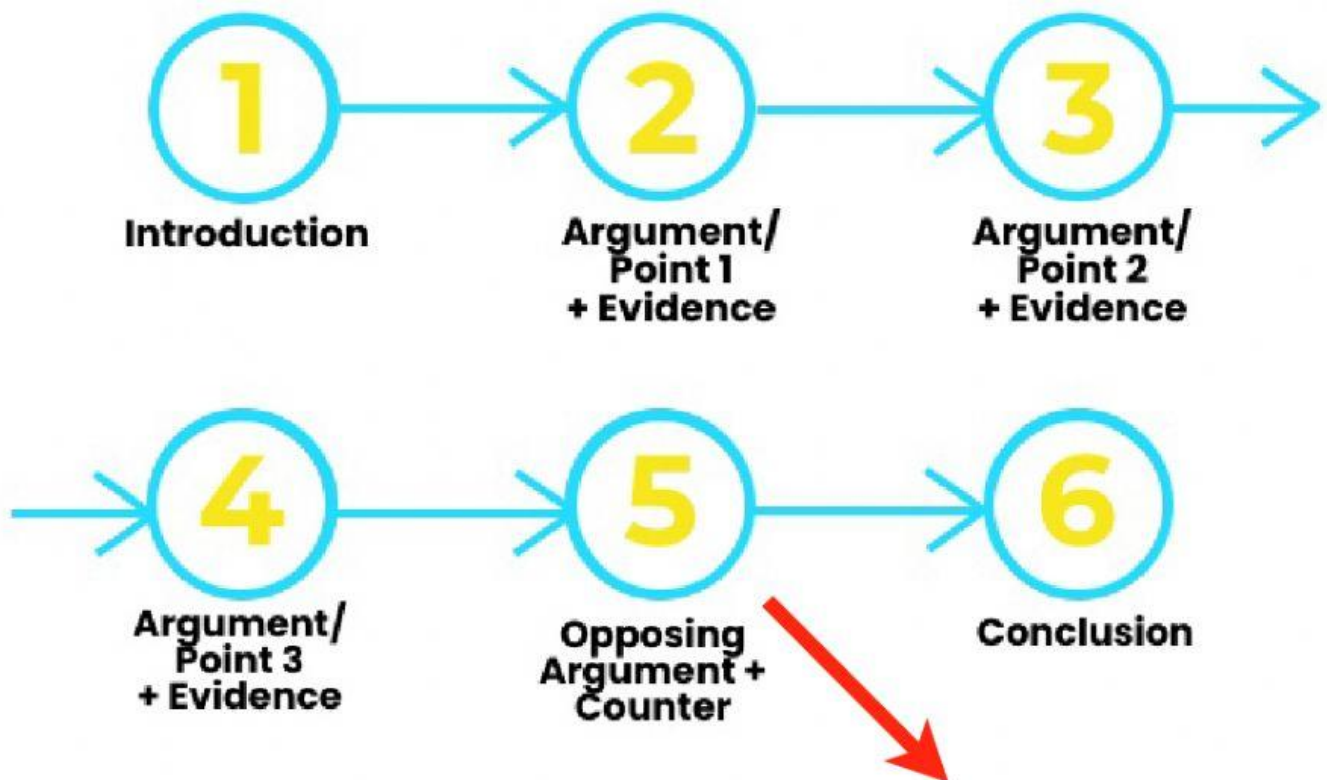 1
2
3
Introduction
Argument/
Point 1
+ Evidence
Argument/
Point 2
+ Evidence
4
5
6
Argument/
Point 3
+ Evidence
Opposing
Argument +
Counter
Conclusion